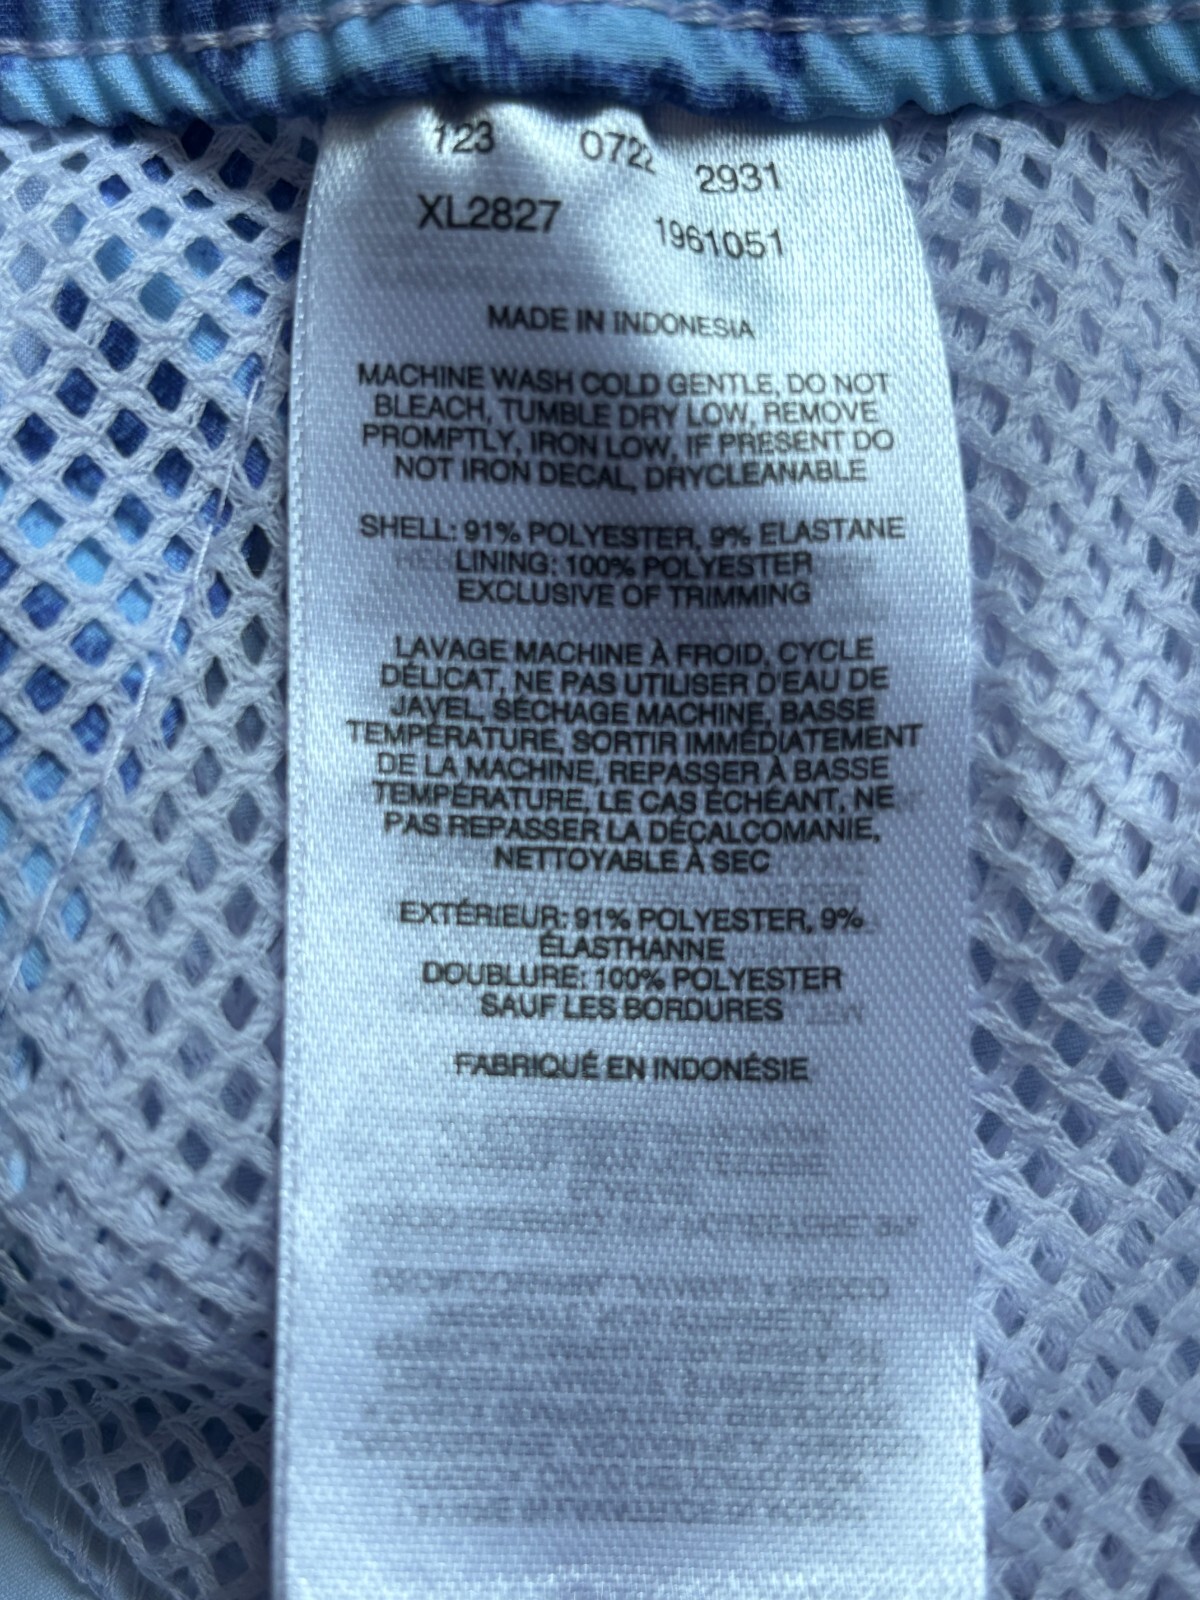 123 0722 2931
XL2827 1961051
MADE IN INDONESIA
MACHINE WASH COLD GENTLE, DO NOT
BLEACH, TUMBLE DRY LOW, REMOVE
PROMPTLY, IRON LOW, IF PRESENT DO
NOT IRON DECAL, DRYCLEANABLE
SHELL: 91% POLYESTER, 9% ELASTANE
LINING: 100% POLYESTER
EXCLUSIVE OF TRIMMING
LAVAGE MACHINE À FROID, CYCLE
DÉLICAT, NE PAS UTILISER D'EAU DE
JAVEL, SÉCHAGE MACHINE, BASSE
TEMPÉRATURE, SORTIR IMMÉDIATEMENT
DE LA MACHINE, REPASSER À BASSE
TEMPÉRATURE, LE CAS ÉCHÉANT, NE
PAS REPASSER LA DÉCALCOMANIE,
NETTOYABLE À SEC
EXTÉRIEUR: 91% POLYESTER, 9%
ÉLASTHANNE
DOUBLURE: 100% POLYESTER
SAUF LES BORDURES
FABRIQUÉ EN INDONÉSIE